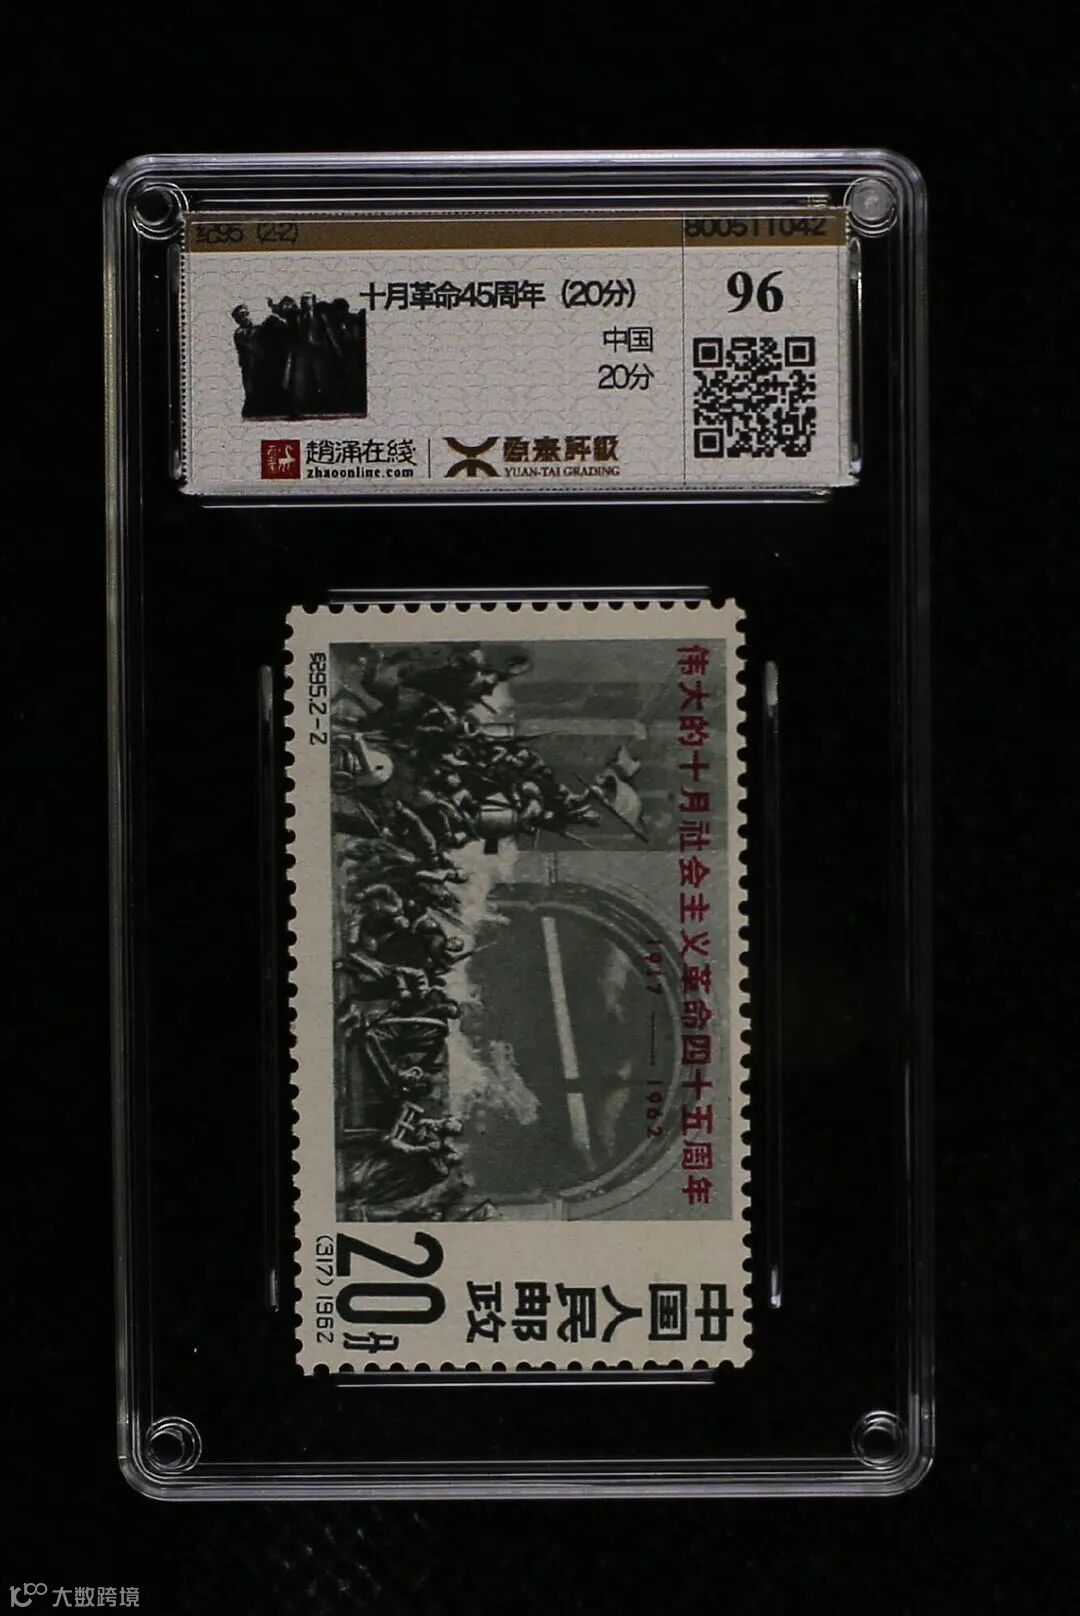 纪95 (2-2)
800511042
十月革命45周年 (20分)
96
中国
20分
趙涌在綫
zhaoonline.com
源泰評級
YUAN-TAI GRADING
伟大的十月社会主义革命四十五周年
1917——1962
纪95.2-2
中国人民邮政
20分
(317) 1962
大数跨境